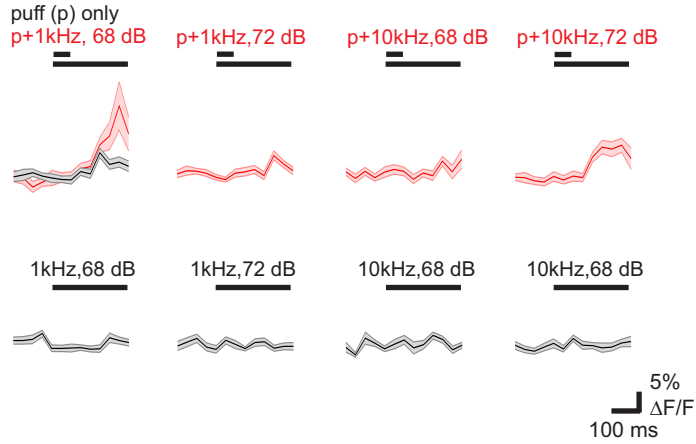 puff (p) only
p+1kHz, 68 dB
p+1kHz,72 dB
p+10kHz,68 dB
p+10kHz,72 dB
1kHz,68 dB
1kHz,72 dB
10kHz,68 dB
10kHz,68 dB
5%
ΔF/F
100 ms